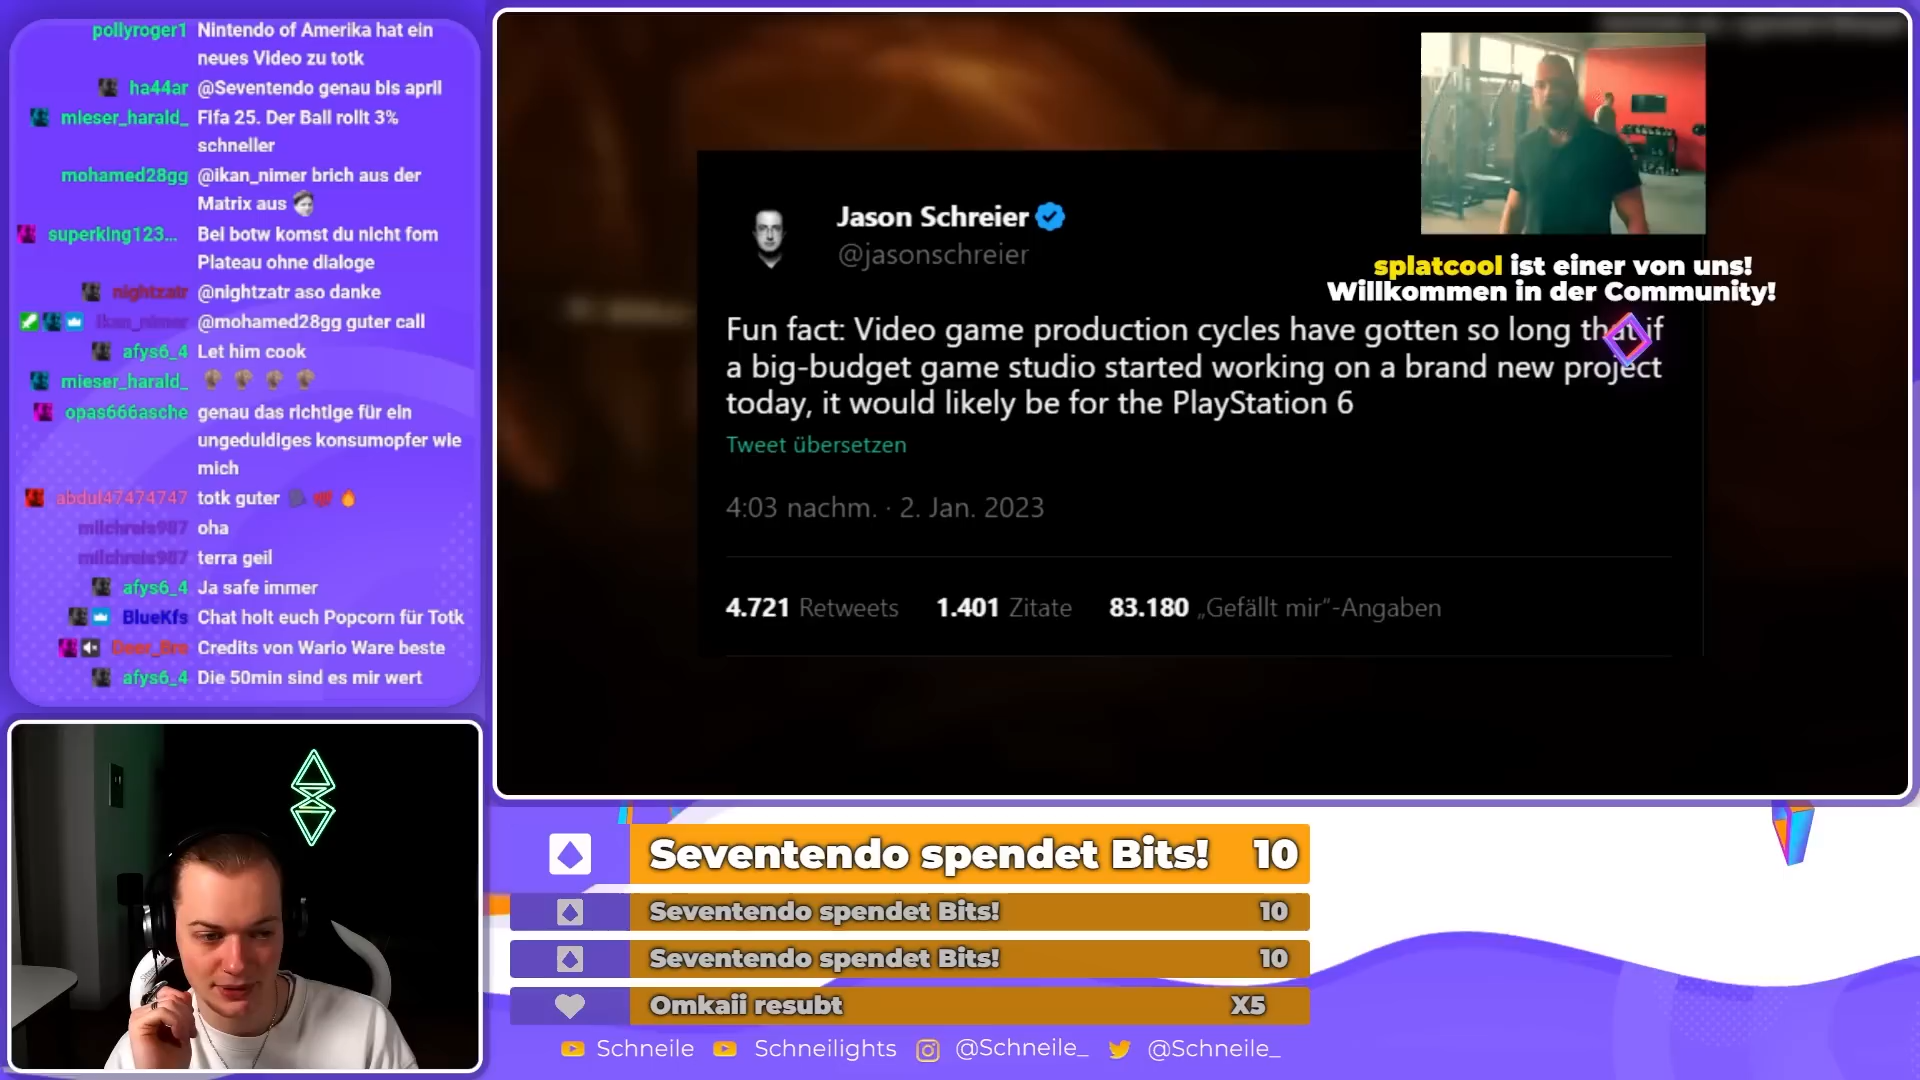 pollyroger1 Nintendo of Amerika hat ein
neues Video zu totk
ha44ar @Seventendo genau bis april
mieser_harald_ Fifa 25. Der Ball rollt 3%
schneller
mohamed28gg @ikan_nimer brich aus der
Matrix aus
superking123... Bei botw komst du nicht fom
Plateau ohne dialoge
nightzatr @nightzatr aso danke
ikan_nimer @mohamed28gg guter call
afys6_4 Let him cook
mieser_harald_
opas666asche genau das richtige für ein
ungeduldiges konsumopfer wie
mich
abdul47474747 totk guter
milchreis987 oha
milchreis987 terra geil
afys6_4 Ja safe immer
BlueKfs Chat holt euch Popcorn für Totk
Deer_Bro Credits von Wario Ware beste
afys6_4 Die 50min sind es mir wert
Jason Schreier
@jasonschreier
splatcool ist einer von uns!
Willkommen in der Community!
Fun fact: Video game production cycles have gotten so long that if
a big-budget game studio started working on a brand new project
today, it would likely be for the PlayStation 6
Tweet übersetzen
4:03 nachm. · 2. Jan. 2023
4.721 Retweets 1.401 Zitate 83.180 „Gefällt mir“-Angaben
Seventendo spendet Bits! 10
Seventendo spendet Bits! 10
Seventendo spendet Bits! 10
Omkaii resubt X5
Schneile Schneilights @Schneile_ @Schneile_